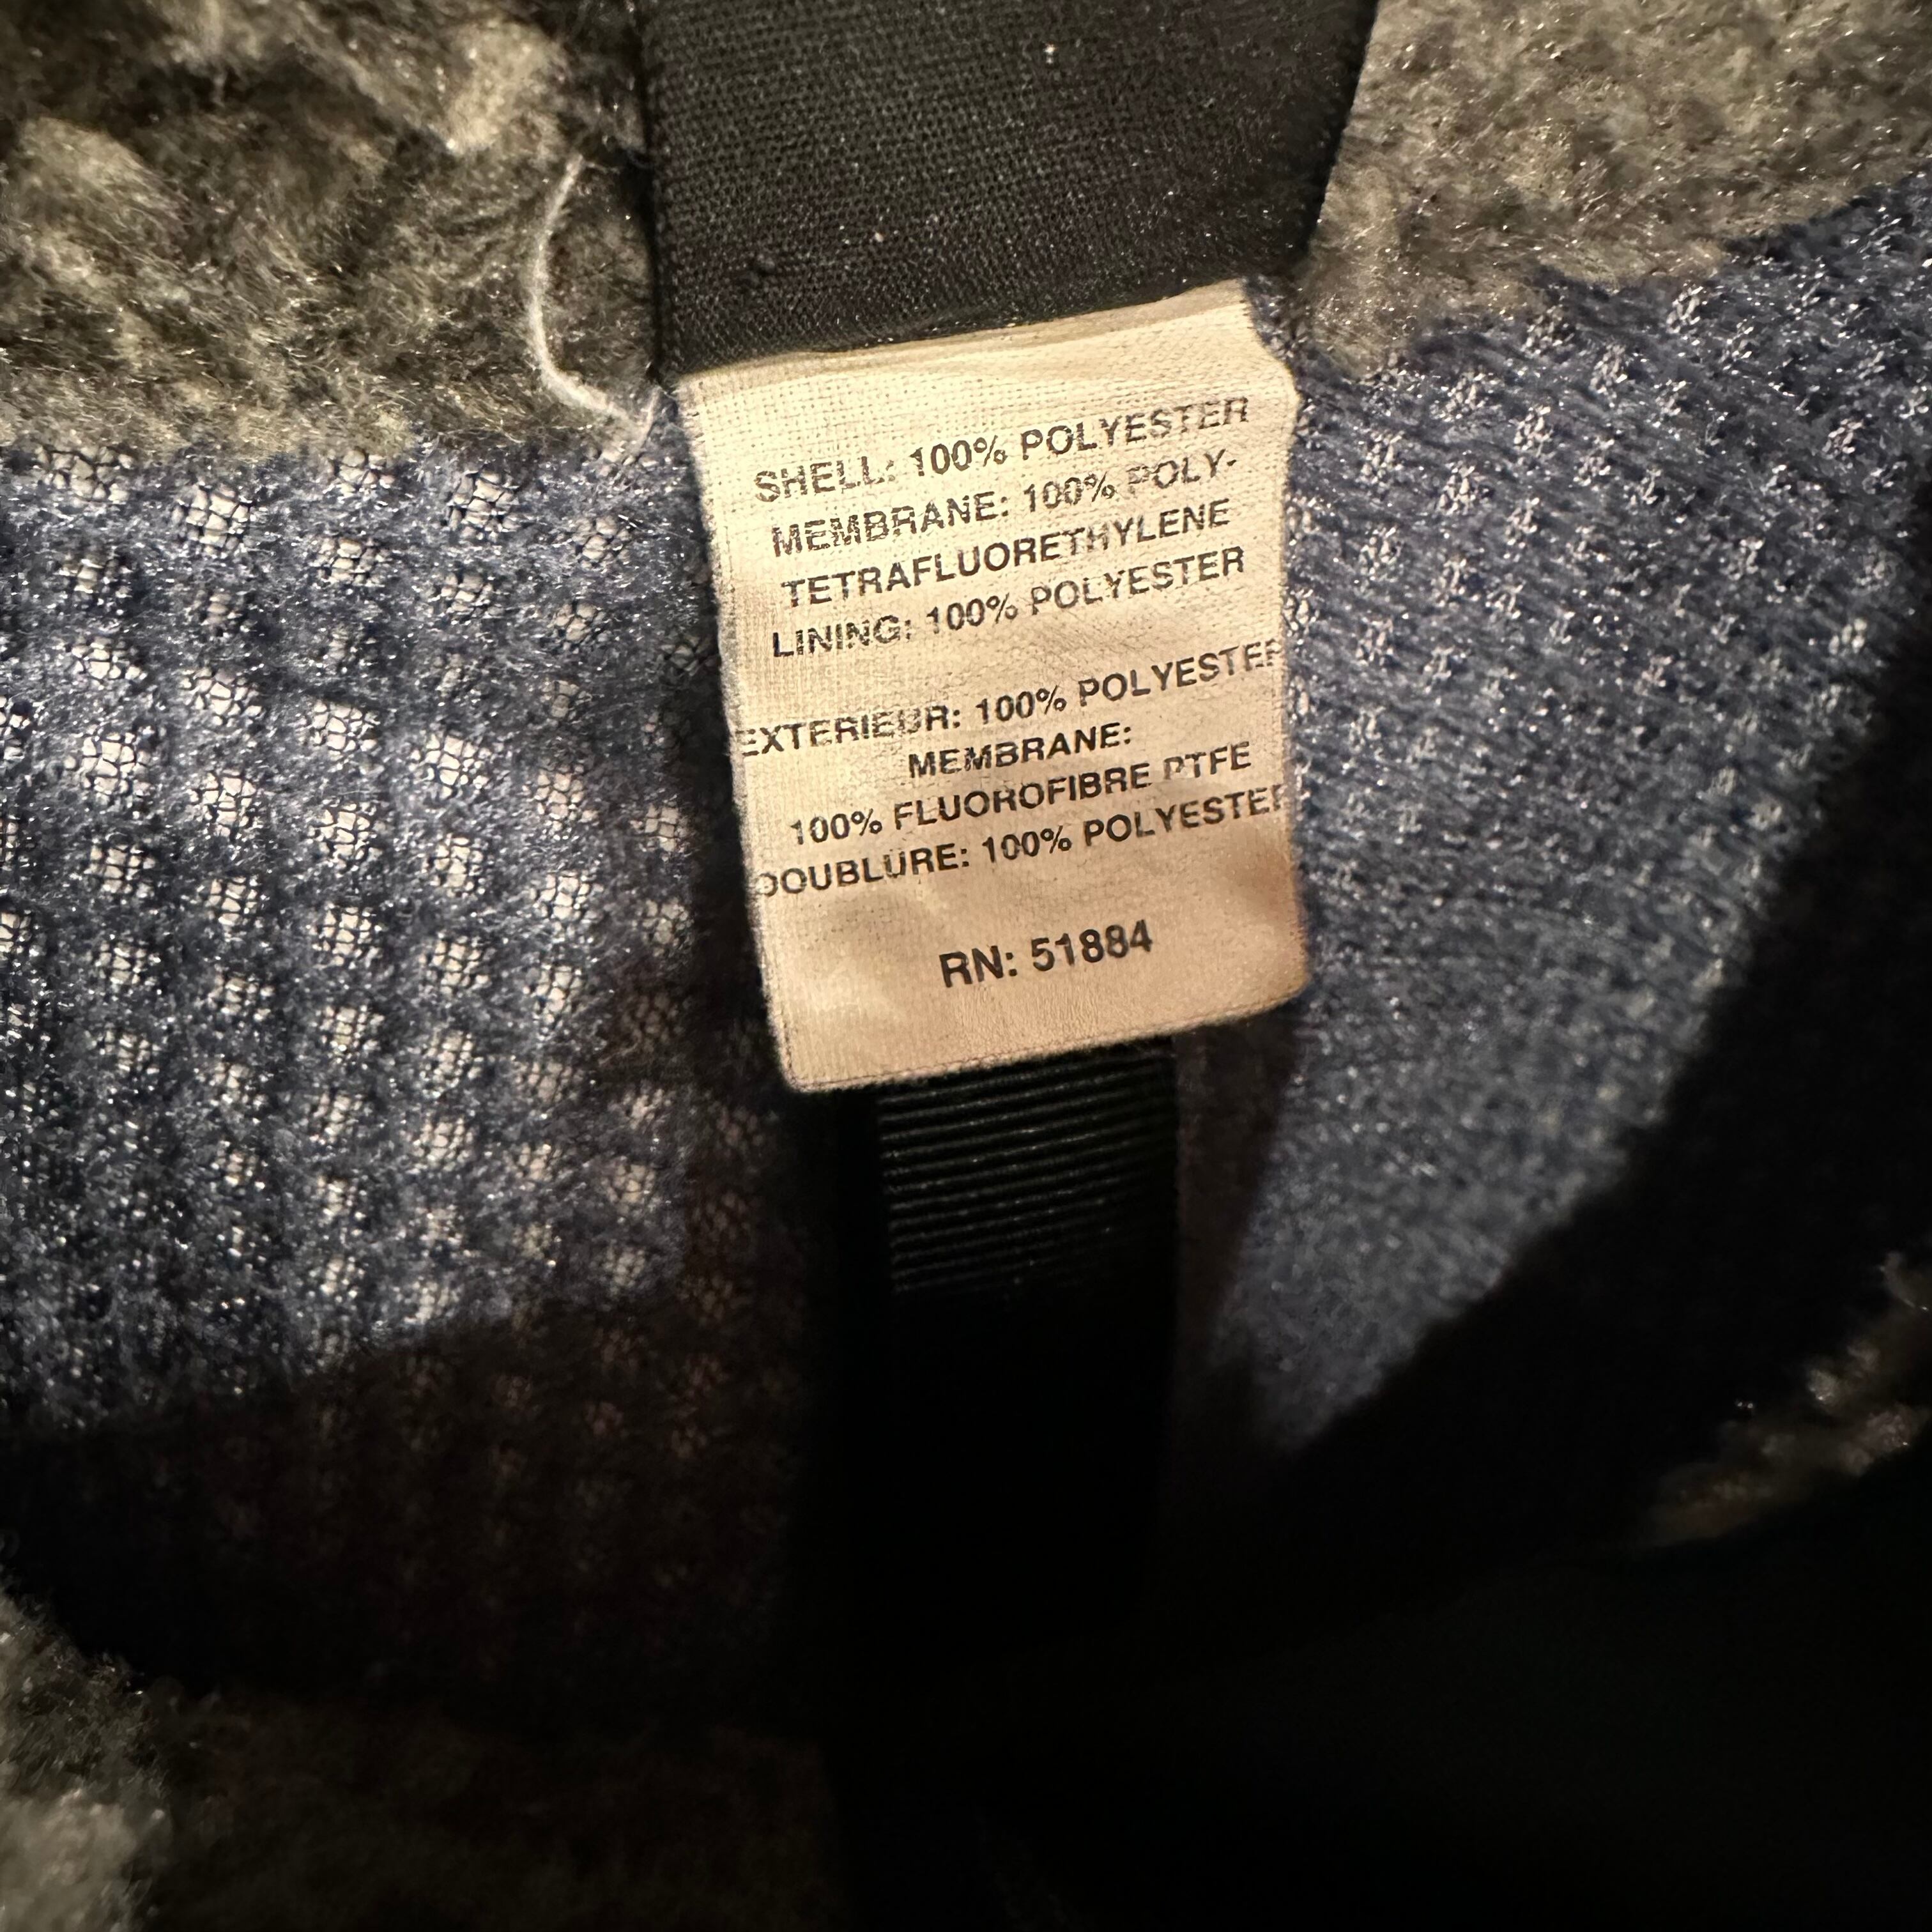 SHELL: 100% POLYESTER
MEMBRANE: 100% POLY-
TETRAFLUORETHYLENE
LINING: 100% POLYESTER
EXTERIEUR: 100% POLYESTER
MEMBRANE:
100% FLUOROFIBRE PTFE
DOUBLURE: 100% POLYESTER
RN: 51884